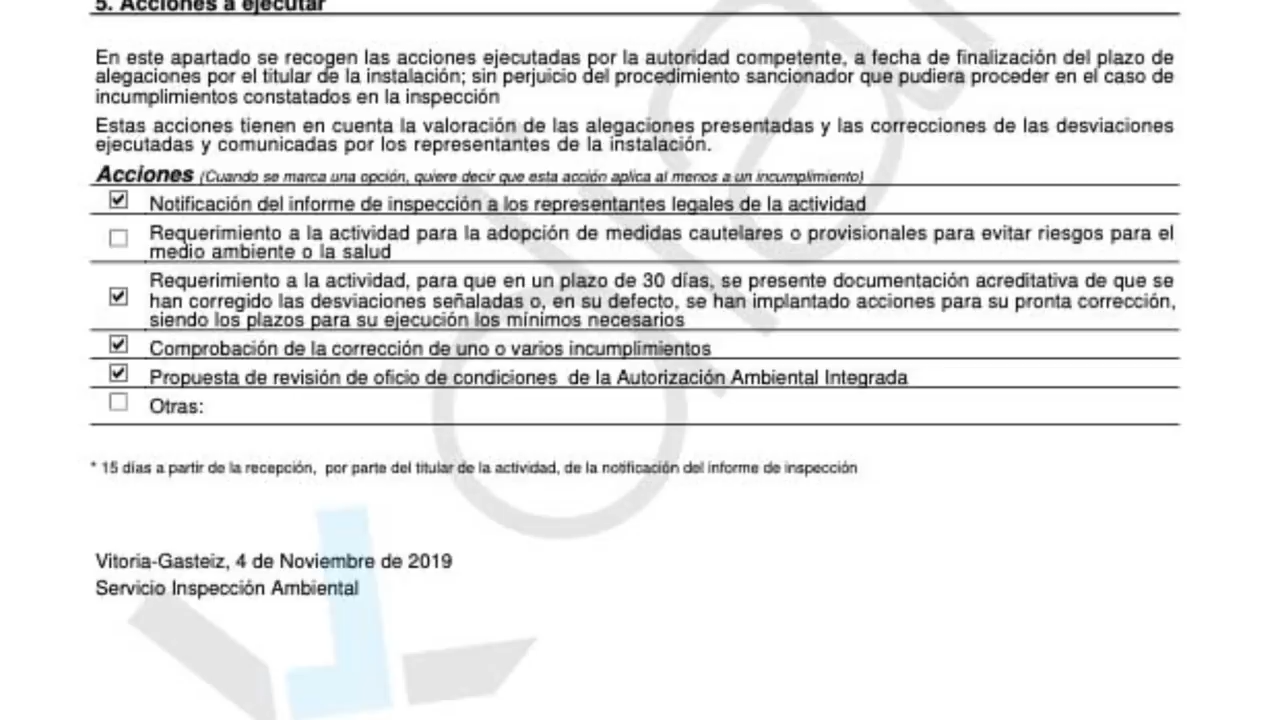 5. Acciones a ejecutar
En este apartado se recogen las acciones ejecutadas por la autoridad competente, a fecha de finalización del plazo de
alegaciones por el titular de la instalación; sin perjuicio del procedimiento sancionador que pudiera proceder en el caso de
incumplimientos constatados en la inspección
Estas acciones tienen en cuenta la valoración de las alegaciones presentadas y las correcciones de las desviaciones
ejecutadas y comunicadas por los representantes de la instalación.
Acciones (Cuando se marca una opción, quiere decir que esta acción aplica al menos a un incumplimiento)
Notificación del informe de inspección a los representantes legales de la actividad
Requerimiento a la actividad para la adopción de medidas cautelares o provisionales para evitar riesgos para el
medio ambiente o la salud
Requerimiento a la actividad, para que en un plazo de 30 días, se presente documentación acreditativa de que se
han corregido las desviaciones señaladas o, en su defecto, se han implantado acciones para su pronta corrección,
siendo los plazos para su ejecución los mínimos necesarios
Comprobación de la corrección de uno o varios incumplimientos
Propuesta de revisión de oficio de condiciones de la Autorización Ambiental Integrada
Otras:
* 15 días a partir de la recepción, por parte del titular de la actividad, de la notificación del informe de inspección
Vitoria-Gasteiz, 4 de Noviembre de 2019
Servicio Inspección Ambiental